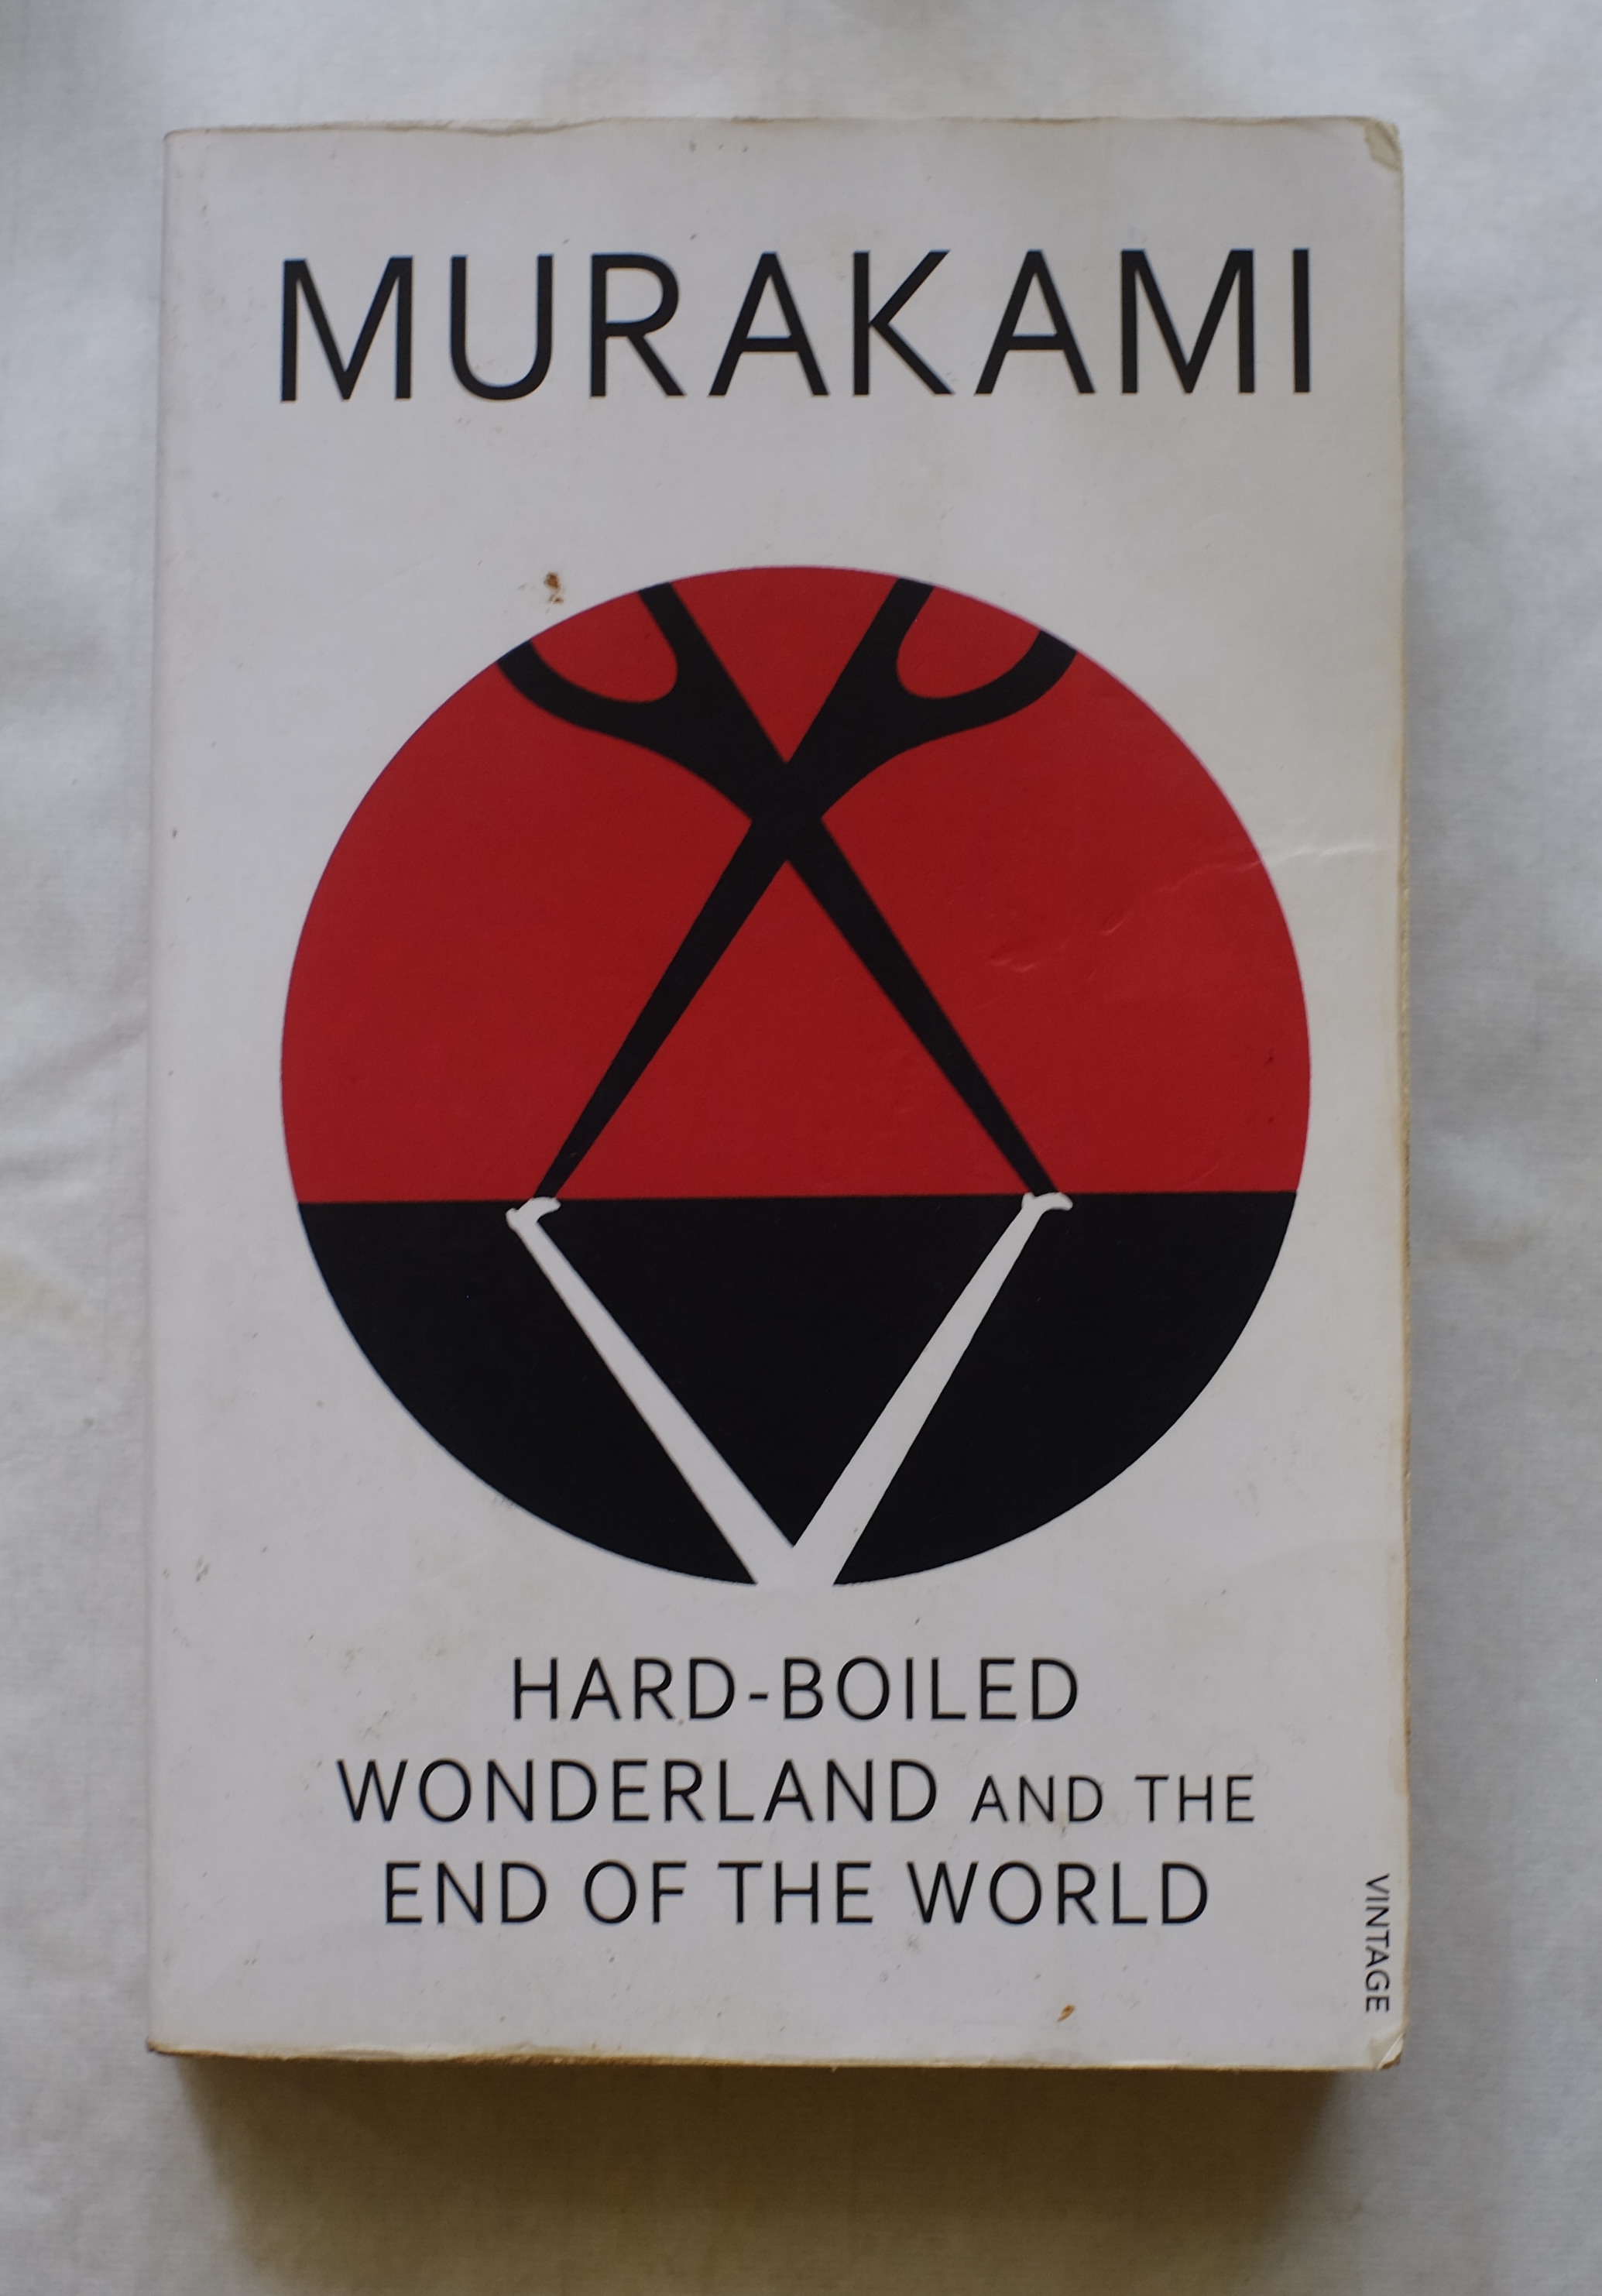 MURAKAMI
HARD-BOILED
WONDERLAND AND THE
END OF THE WORLD
VINTAGE